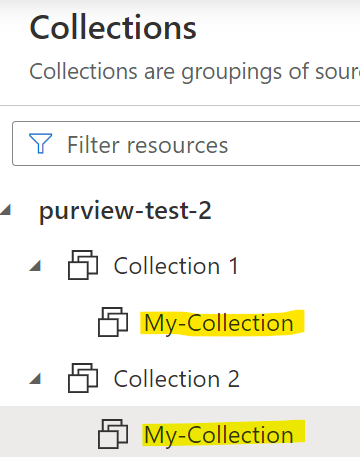 Collections
Collections are groupings of sour
Filter resources
purview-test-2
Collection 1
My-Collection
Collection 2
My-Collection